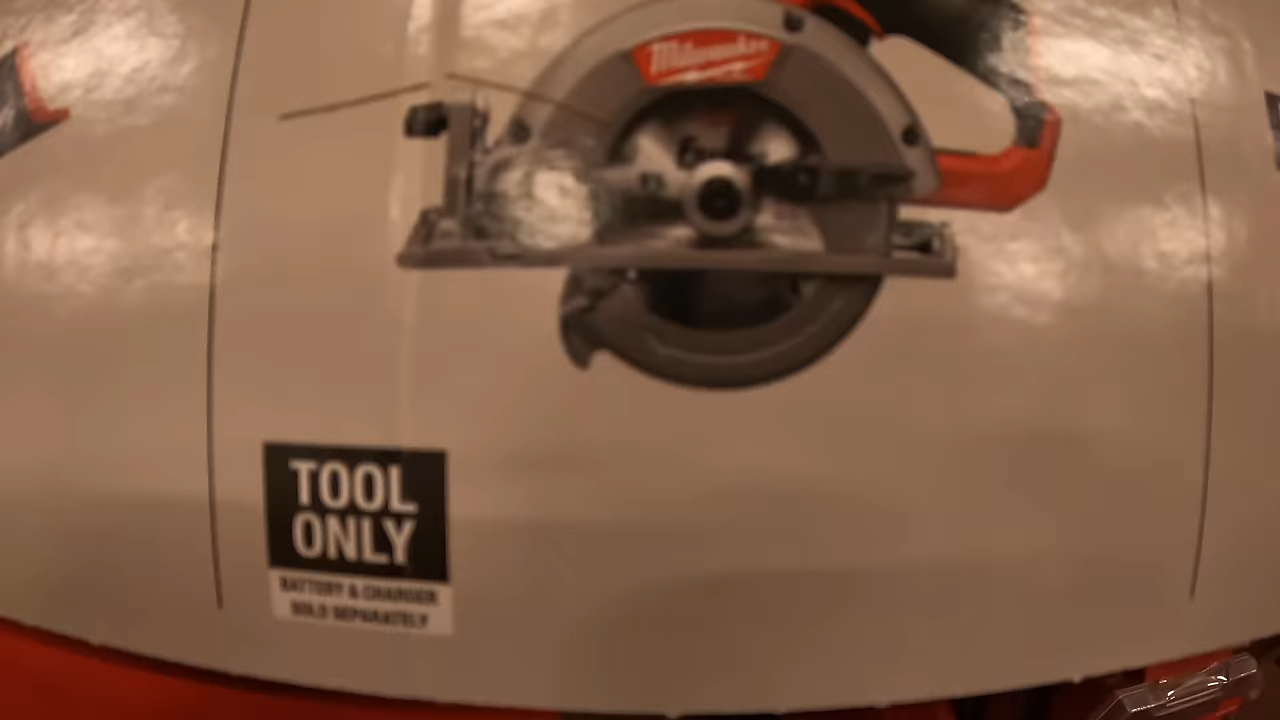 Milwaukee
TOOL
ONLY
BATTERY & CHARGER
SOLD SEPARATELY